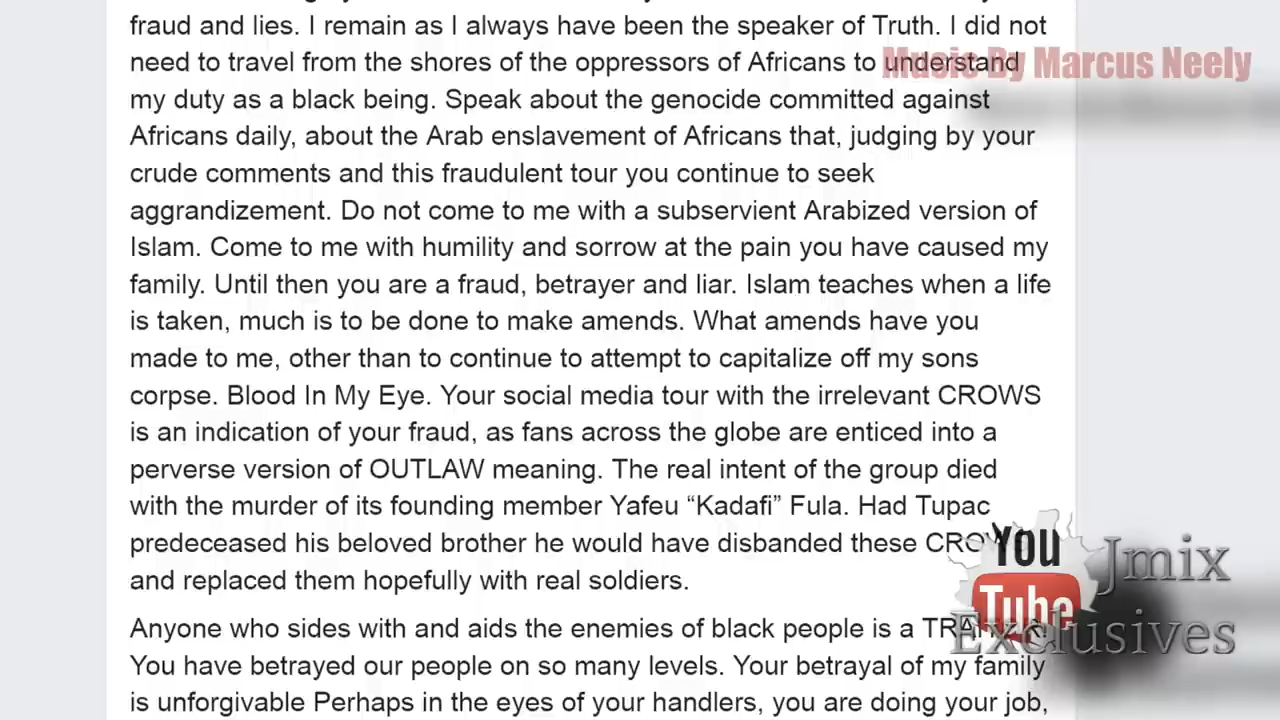 fraud and lies. I remain as I always have been the speaker of Truth. I did not
need to travel from the shores of the oppressors of Africans to understand
Music By Marcus Neely
my duty as a black being. Speak about the genocide committed against
Africans daily, about the Arab enslavement of Africans that, judging by your
crude comments and this fraudulent tour you continue to seek
aggrandizement. Do not come to me with a subservient Arabized version of
Islam. Come to me with humility and sorrow at the pain you have caused my
family. Until then you are a fraud, betrayer and liar. Islam teaches when a life
is taken, much is to be done to make amends. What amends have you
made to me, other than to continue to attempt to capitalize off my sons
corpse. Blood In My Eye. Your social media tour with the irrelevant CROWS
is an indication of your fraud, as fans across the globe are enticed into a
perverse version of OUTLAW meaning. The real intent of the group died
with the murder of its founding member Yafeu “Kadafi” Fula. Had Tupac
predeceased his beloved brother he would have disbanded these
and replaced them hopefully with real soldiers.
You
Tube
Jmix
Exclusives
Anyone who sides with and aids the enemies of black people is a
You have betrayed our people on so many levels. Your betrayal of my family
is unforgivable Perhaps in the eyes of your handlers, you are doing your job,